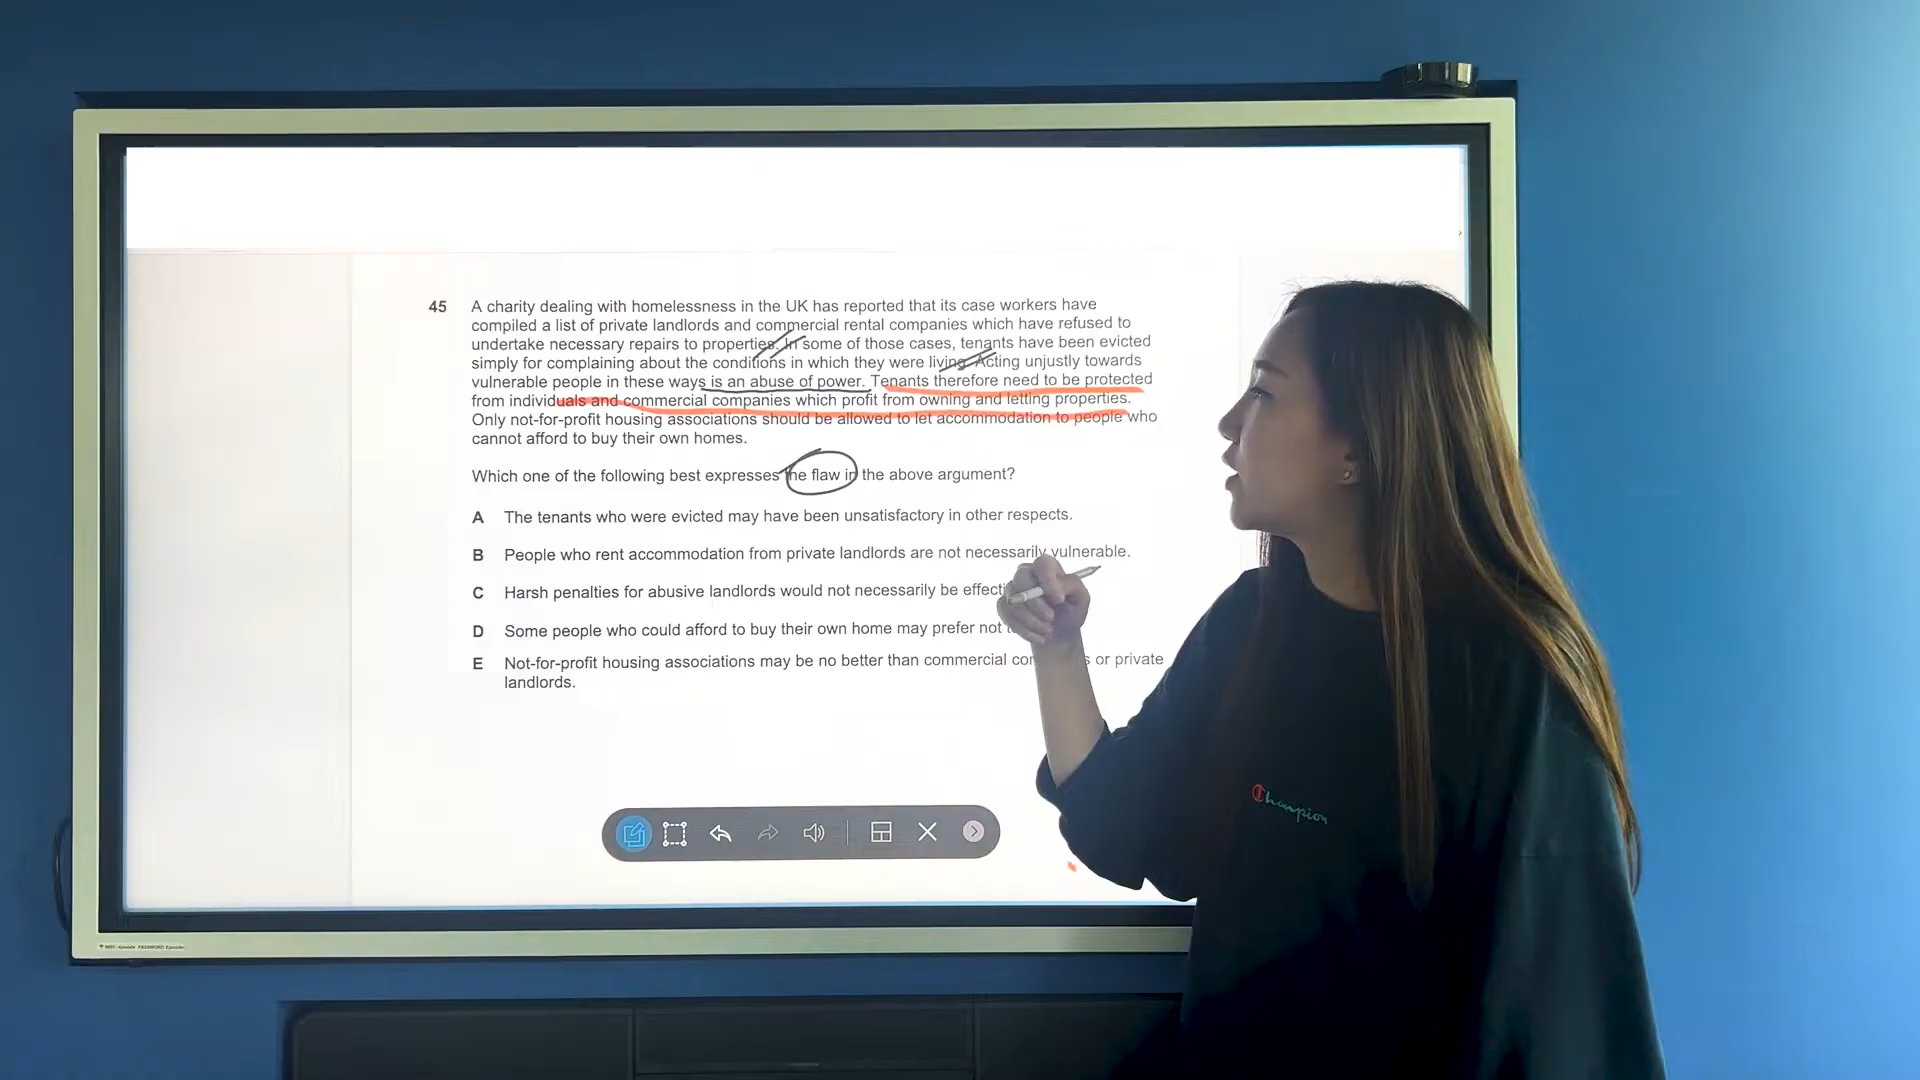 45 A charity dealing with homelessness in the UK has reported that its case workers have
compiled a list of private landlords and commercial rental companies which have refused to
undertake necessary repairs to properties. In some of those cases, tenants have been evicted
simply for complaining about the conditions in which they were living. Acting unjustly towards
vulnerable people in these ways is an abuse of power. Tenants therefore need to be protected
from individuals and commercial companies which profit from owning and letting properties.
Only not-for-profit housing associations should be allowed to let accommodation to people who
cannot afford to buy their own homes.
Which one of the following best expresses the flaw in the above argument?
A The tenants who were evicted may have been unsatisfactory in other respects.
B People who rent accommodation from private landlords are not necessarily vulnerable.
C Harsh penalties for abusive landlords would not necessarily be
D Some people who could afford to buy their own home may prefer not
E Not-for-profit housing associations may be no better than commercial or private
landlords.
Champion